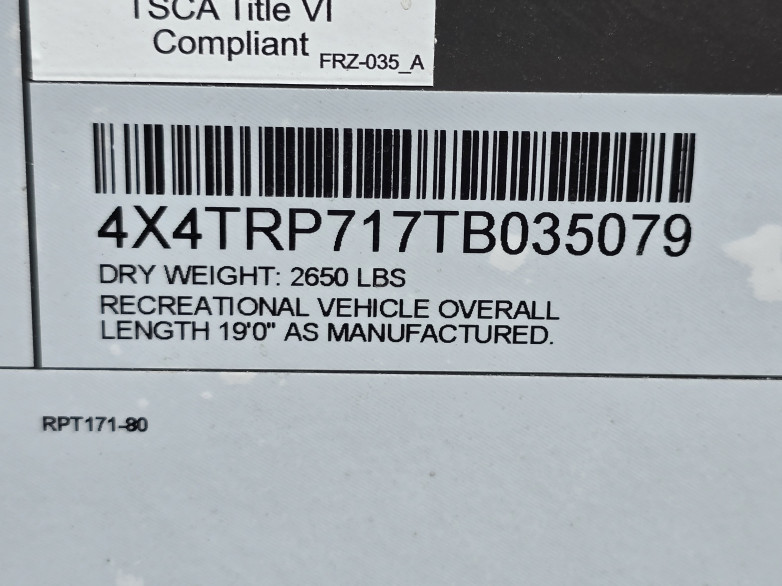 TSCA Title VI
Compliant FRZ-035_A
4X4TRP717TB035079
DRY WEIGHT: 2650 LBS
RECREATIONAL VEHICLE OVERALL
LENGTH 19'0" AS MANUFACTURED.
RPT171-80